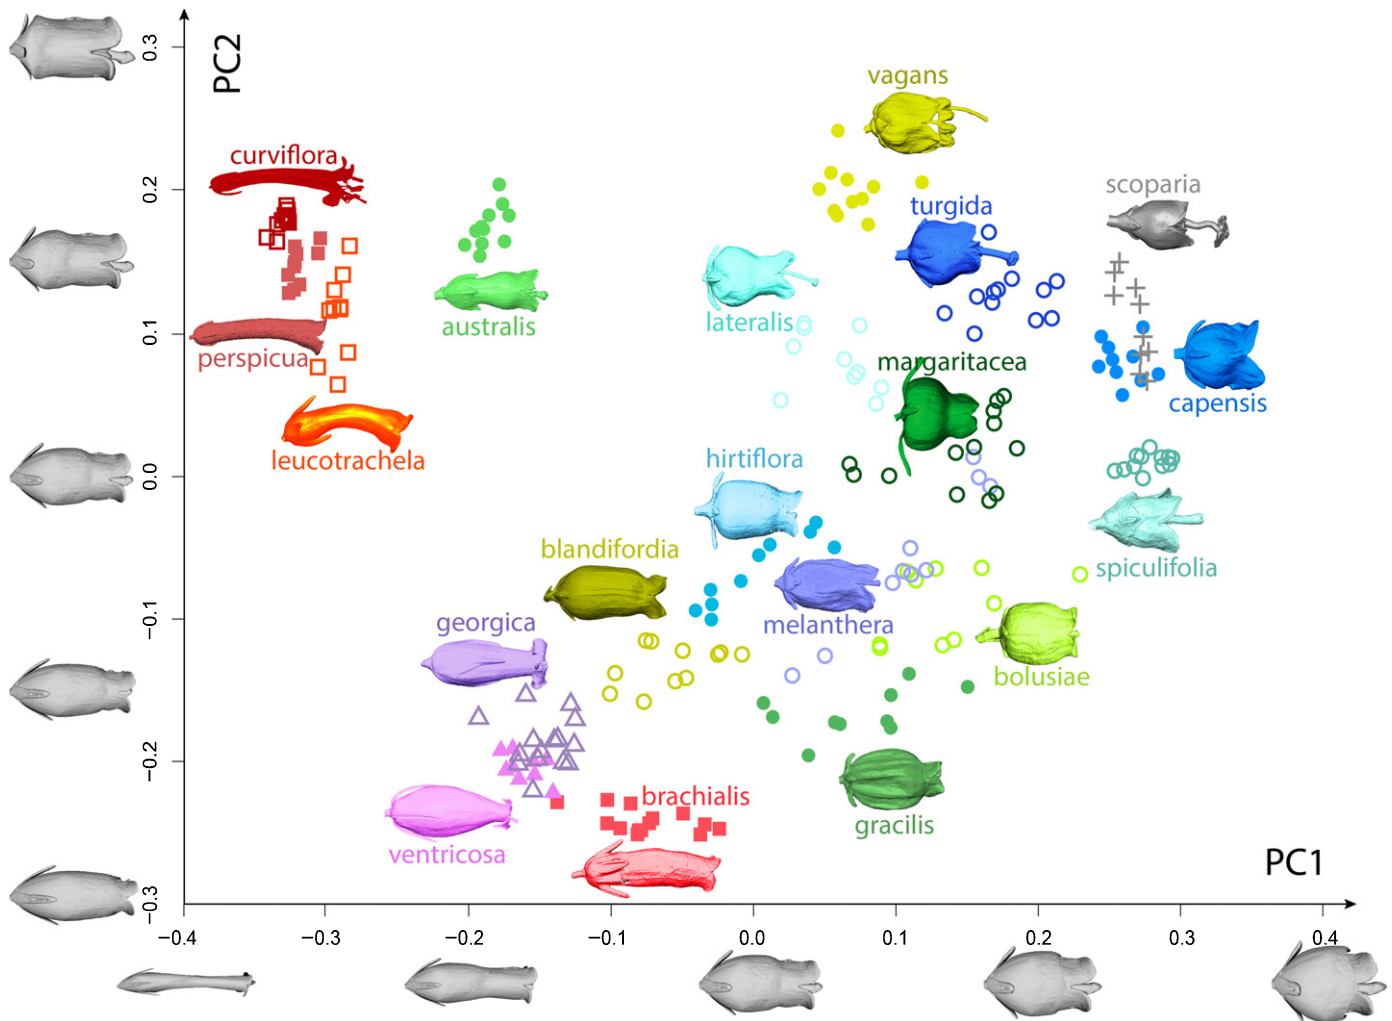 PC2
0.3
vagans
curviflora
scoparia
0.2
turgida
lateralis
australis
0.1
perspicua
margaritacea
capensis
leucotrachela
hirtiflora
0.0
blandifordia
spiculifolia
georgica
melanthera
−0.1
bolusiae
−0.2
brachialis
gracilis
ventricosa
PC1
−0.3
−0.4 −0.3 −0.2 −0.1 0.0 0.1 0.2 0.3 0.4